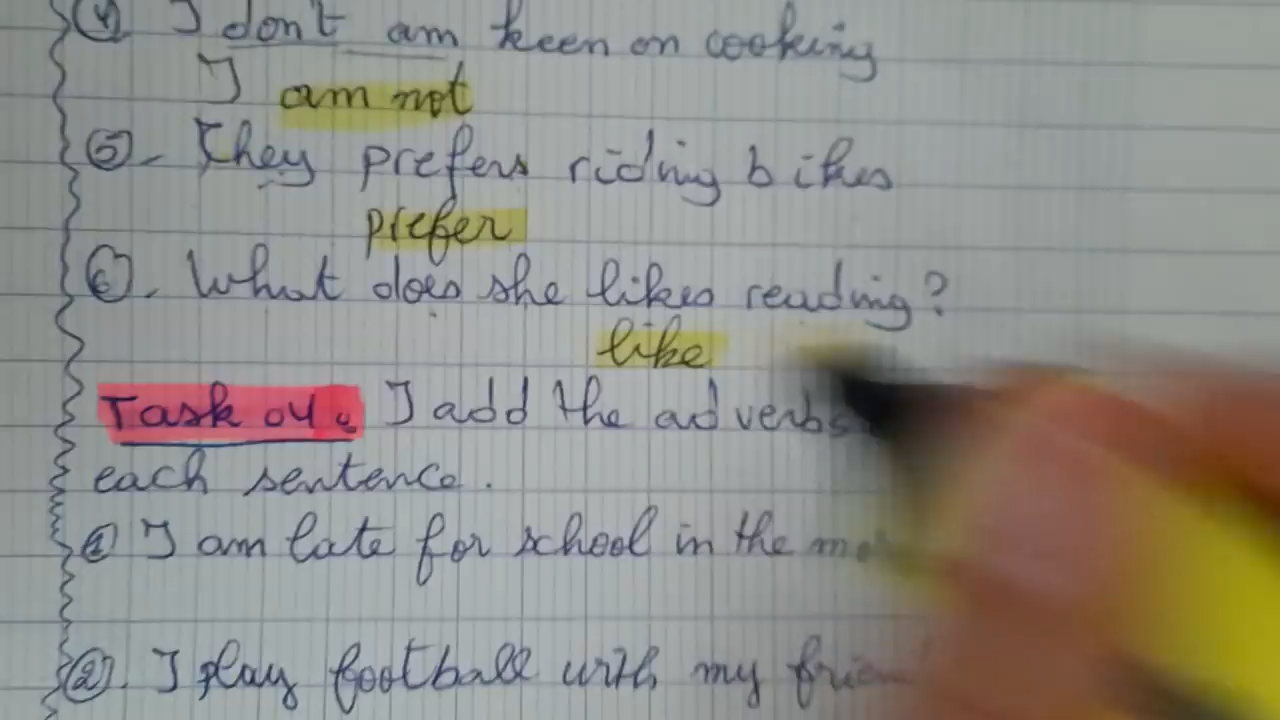 4 I don't am keen on cooking
I am not
5. They prefers riding bikes
prefer
6. What does she likes reading?
like
Task 04: I add the adverbs
each sentence.
1 I am late for school in the
2. I play football with my